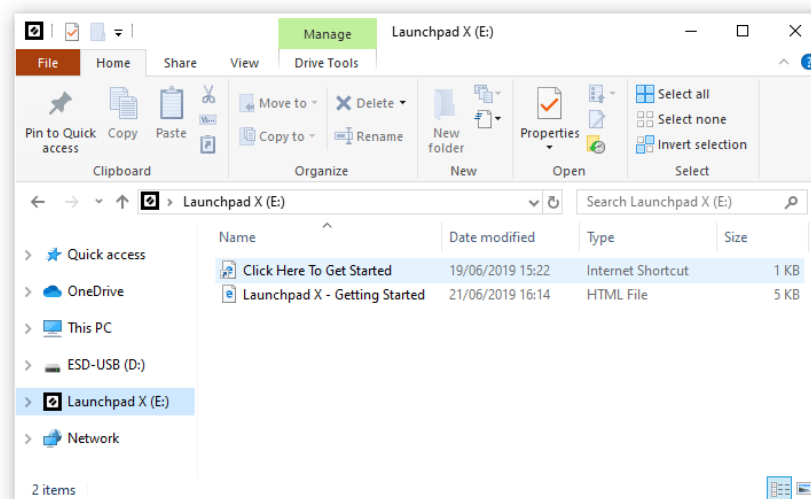 Manage Launchpad X (E:)
File Home Share View Drive Tools
Pin to Quick access
Copy
Paste
Move to
Copy to
Delete
Rename
New folder
Properties
Select all
Select none
Invert selection
Clipboard Organize New Open Select
Launchpad X (E:) Search Launchpad X (E:)
Name Date modified Type Size
Quick access
OneDrive
This PC
ESD-USB (D:)
Launchpad X (E:)
Network
Click Here To Get Started 19/06/2019 15:22 Internet Shortcut 1 KB
Launchpad X - Getting Started 21/06/2019 16:14 HTML File 5 KB
2 items